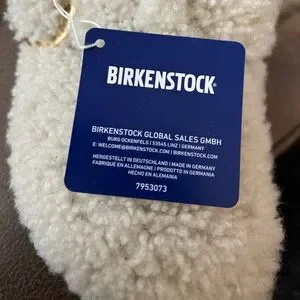 BIRKENSTOCK
BIRKENSTOCK GLOBAL SALES GMBH
BURG OCKENFELS | 53545 LINZ | GERMANY
E: WELCOME@BIRKENSTOCK.COM | BIRKENSTOCK.COM
HERGESTELLT IN DEUTSCHLAND | MADE IN GERMANY
FABRIQUÉ EN ALLEMAGNE | PRODOTTO IN GERMANIA
HECHO EN ALEMANIA
7953073